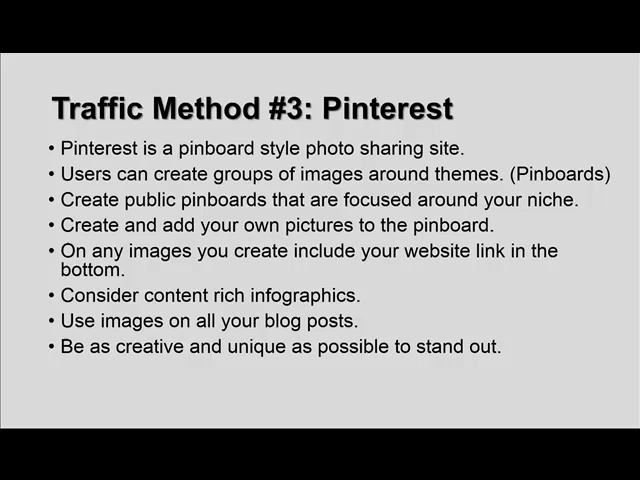 Traffic Method #3: Pinterest
• Pinterest is a pinboard style photo sharing site.
• Users can create groups of images around themes. (Pinboards)
• Create public pinboards that are focused around your niche.
• Create and add your own pictures to the pinboard.
• On any images you create include your website link in the
bottom.
• Consider content rich infographics.
• Use images on all your blog posts.
• Be as creative and unique as possible to stand out.